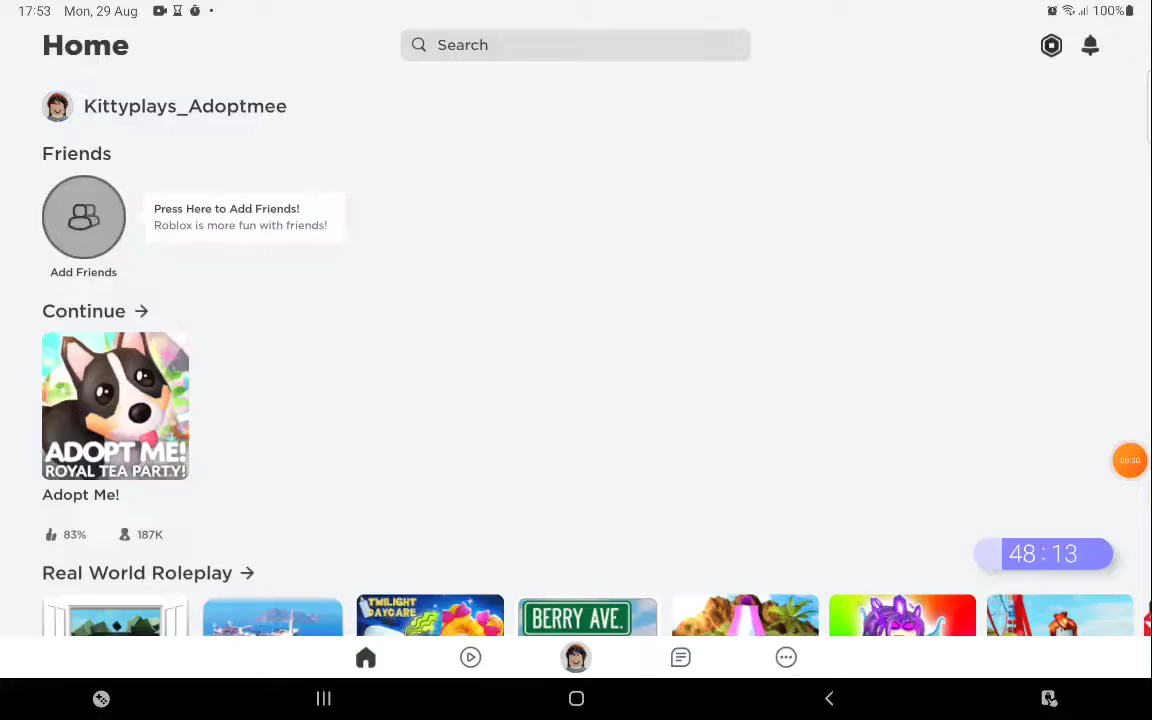 17:53 Mon, 29 Aug
100%
Home
Search
Kittyplays_Adoptmee
Friends
Press Here to Add Friends!
Roblox is more fun with friends!
Add Friends
Continue →
ADOPT ME!
ROYAL TEA PARTY!
Adopt Me!
83% 187K
00:00
48:13
Real World Roleplay →
TWILIGHT
DAYCARE
BERRY AVE.